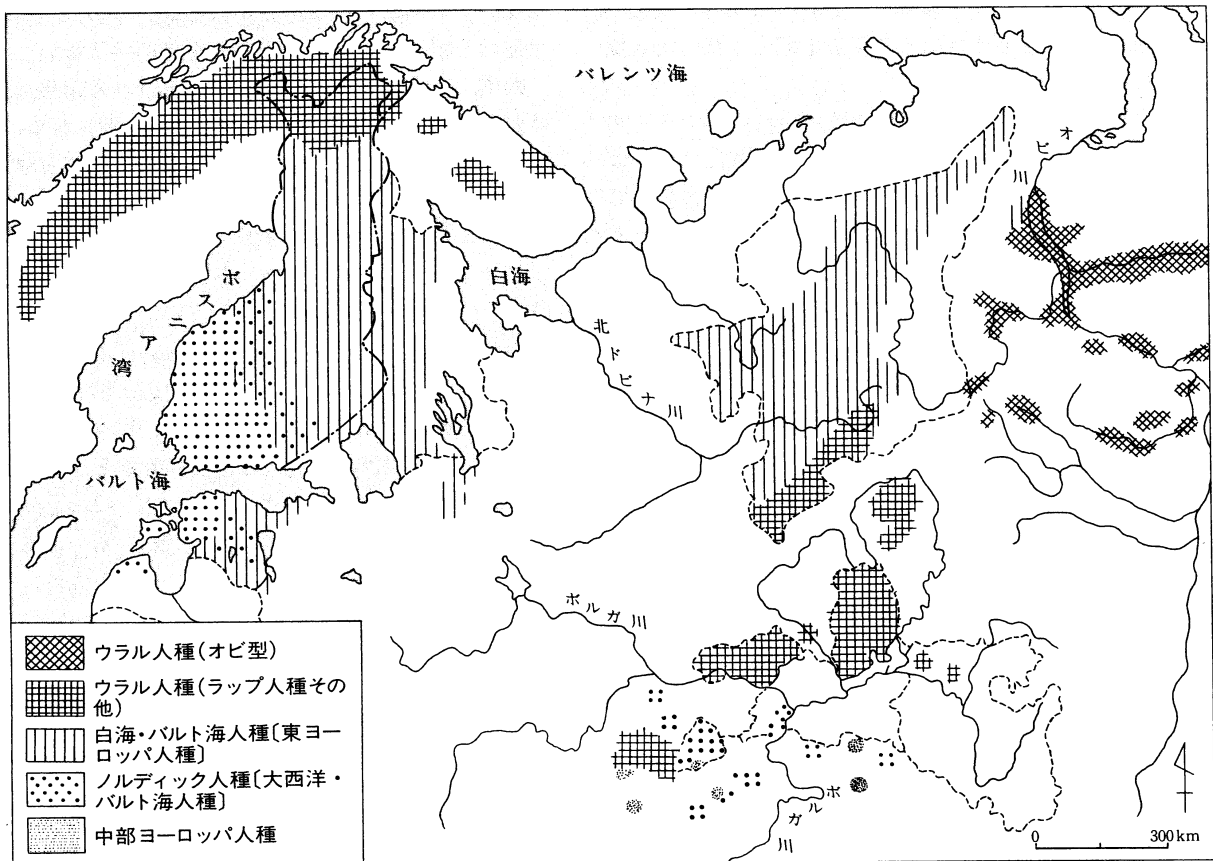 バレンツ海
オビ川
白海
ボスニア湾
北ドビナ川
バルト海
ボルガ川
ボルガ川
ウラル人種(オビ型)
ウラル人種(ラップ人種その
他)
白海・バルト海人種〔東ヨー
ロッパ人種〕
ノルディック人種〔大西洋・
バルト海人種〕
中部ヨーロッパ人種
0 300km